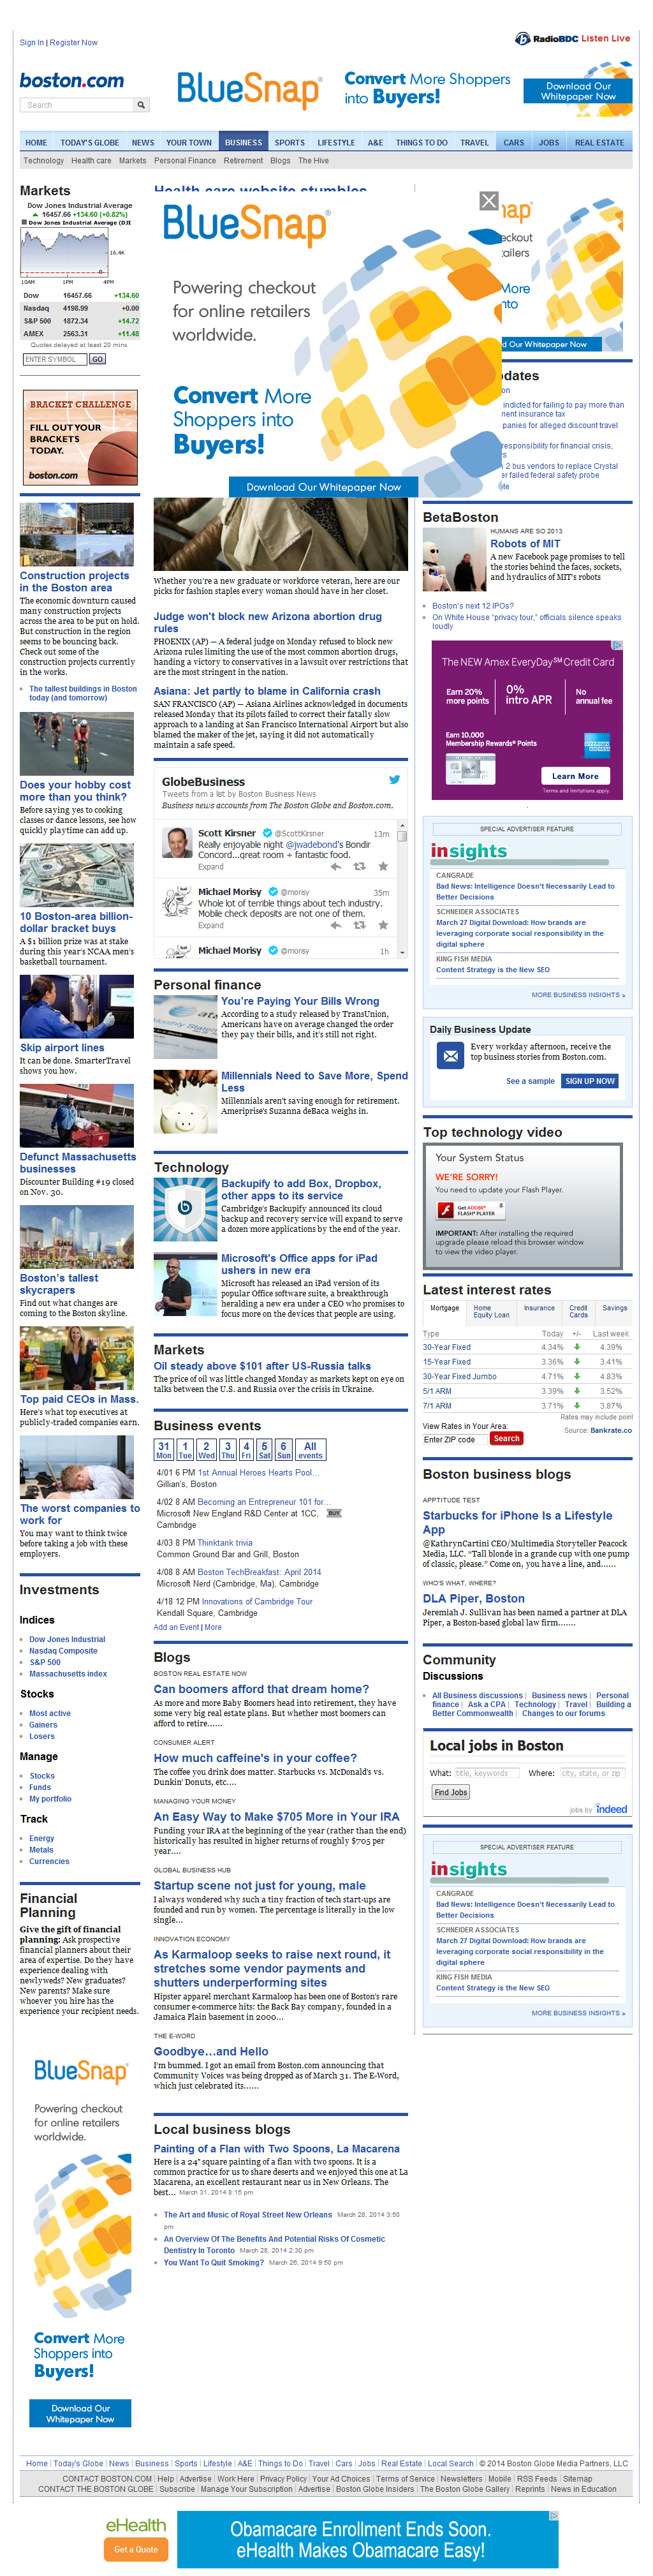 RadioBDC Listen Live
Sign In | Register Now
boston.com
Search
BlueSnap
Convert More Shoppers
into Buyers!
Download Our
Whitepaper Now
HOME TODAY'S GLOBE NEWS YOUR TOWN BUSINESS SPORTS LIFESTYLE A&E THINGS TO DO TRAVEL CARS JOBS REAL ESTATE
Technology Health care Markets Personal Finance Retirement Blogs The Hive
Markets
Dow Jones Industrial Average
16457.66 +134.60 (+0.82%)
Dow Jones Industrial Average (DJI
16.4K
0
10AM 1PM 4PM
Dow 16457.66 +134.60
Nasdaq 4198.99 +0.00
S&P 500 1872.34 +14.72
AMEX 2563.31 +11.48
Quotes delayed at least 20 mins.
ENTER SYMBOL GO
BRACKET CHALLENGE
FILL OUT YOUR
BRACKETS
TODAY.
boston.com
Construction projects
in the Boston area
The economic downturn caused
many construction projects
across the area to be put on hold.
But construction in the region
seems to be bouncing back.
Check out some of the
construction projects currently
in the works.
The tallest buildings in Boston
today (and tomorrow)
Does your hobby cost
more than you think?
Before saying yes to cooking
classes or dance lessons, see how
quickly playtime can add up.
10 Boston-area billion-
dollar bracket buys
A $1 billion prize was at stake
during this year's NCAA men's
basketball tournament.
Skip airport lines
It can be done. SmarterTravel
shows you how.
Defunct Massachusetts
businesses
Discounter Building #19 closed
on Nov. 30.
Boston's tallest
skycrapers
Find out what changes are
coming to the Boston skyline.
Top paid CEOs in Mass.
Here's what top executives at
publicly-traded companies earn.
The worst companies to
work for
You may want to think twice
before taking a job with these
employers.
Investments
Indices
Dow Jones Industrial
Nasdaq Composite
S&P 500
Massachusetts index
Stocks
Most active
Gainers
Losers
Manage
Stocks
Funds
My portfolio
Track
Energy
Metals
Currencies
Financial
Planning
Give the gift of financial
planning: Ask prospective
financial planners about their
area of expertise. Do they have
experience dealing with
newlyweds? New graduates?
New parents? Make sure
whoever you hire has the
experience your recipient needs.
BlueSnap
Powering checkout
for online retailers
worldwide.
Convert More
Shoppers into
Buyers!
Download Our
Whitepaper Now
Health care website stumbles
BlueSnap
Powering checkout
for online retailers
worldwide.
Convert More
Shoppers into
Buyers!
Download Our Whitepaper Now
Whether you're a new graduate or workforce veteran, here are our
picks for fashion staples every woman should have in her closet.
Judge won't block new Arizona abortion drug
rules
PHOENIX (AP) — A federal judge on Monday refused to block new
Arizona rules limiting the use of the most common abortion drugs,
handing a victory to conservatives in a lawsuit over restrictions that
are the most stringent in the nation.
Asiana: Jet partly to blame in California crash
SAN FRANCISCO (AP) — Asiana Airlines acknowledged in documents
released Monday that its pilots failed to correct their fatally slow
approach to a landing at San Francisco International Airport but also
blamed the maker of the jet, saying it did not automatically
maintain a safe speed.
GlobeBusiness
Tweets from a list by Boston Business News
Business news accounts from The Boston Globe and Boston.com.
Scott Kirsner @ScottKirsner 13m
Really enjoyable night @jwadebond's Bondir
Concord...great room + fantastic food.
Expand
Michael Morisy @morisy 35m
Whole lot of terrible things about tech industry.
Mobile check deposits are not one of them.
Expand
Michael Morisy @morisy 1h
Personal finance
You're Paying Your Bills Wrong
According to a study released by TransUnion,
Americans have on average changed the order
they pay their bills, and it's still not right.
Millennials Need to Save More, Spend
Less
Millennials aren't saving enough for retirement.
Ameriprise's Suzanna deBaca weighs in.
Technology
Backupify to add Box, Dropbox,
other apps to its service
Cambridge's Backupify announced its cloud
backup and recovery service will expand to serve
a dozen more applications by the end of the year.
Microsoft's Office apps for iPad
ushers in new era
Microsoft has released an iPad version of its
popular Office software suite, a breakthrough
heralding a new era under a CEO who promises to
focus more on the devices that people are using.
Markets
Oil steady above $101 after US-Russia talks
The price of oil was little changed Monday as markets kept on eye on
talks between the U.S. and Russia over the crisis in Ukraine.
Business events
31 1 2 3 4 5 6 All
Mon Tue Wed Thu Fri Sat Sun events
4/01 6 PM 1st Annual Heroes Hearts Pool...
Gillian's, Boston
4/02 8 AM Becoming an Entrepreneur 101 for...
Microsoft New England R&D Center at 1CC, BUY
Cambridge
4/03 8 PM Thinktank trivia
Common Ground Bar and Grill, Boston
4/08 8 AM Boston TechBreakfast: April 2014
Microsoft Nerd (Cambridge, Ma), Cambridge
4/18 12 PM Innovations of Cambridge Tour
Kendall Square, Cambridge
Add an Event | More
Blogs
BOSTON REAL ESTATE NOW
Can boomers afford that dream home?
As more and more Baby Boomers head into retirement, they have
some very big real estate plans. But whether most boomers can
afford to retire......
CONSUMER ALERT
How much caffeine's in your coffee?
The coffee you drink does matter. Starbucks vs. McDonald's vs.
Dunkin' Donuts, etc....
MANAGING YOUR MONEY
An Easy Way to Make $705 More in Your IRA
Funding your IRA at the beginning of the year (rather than the end)
historically has resulted in higher returns of roughly $705 per
year....
GLOBAL BUSINESS HUB
Startup scene not just for young, male
I always wondered why such a tiny fraction of tech start-ups are
founded and run by women. The percentage is literally in the low
single...
INNOVATION ECONOMY
As Karmaloop seeks to raise next round, it
stretches some vendor payments and
shutters underperforming sites
Hipster apparel merchant Karmaloop has been one of Boston's rare
consumer e-commerce hits: the Back Bay company, founded in a
Jamaica Plain basement in 2000...
THE E-WORD
Goodbye...and Hello
I'm bummed. I got an email from Boston.com announcing that
Community Voices was being dropped as of March 31. The E-Word,
which just celebrated its......
Local business blogs
Painting of a Flan with Two Spoons, La Macarena
Here is a 24" square painting of a flan with two spoons. It is a
common practice for us to share deserts and we enjoyed this one at La
Macarena, an excellent restaurant near us in New Orleans. The
best... March 31, 2014 8:15 pm
The Art and Music of Royal Street New Orleans March 28, 2014 3:50
pm
An Overview Of The Benefits And Potential Risks Of Cosmetic
Dentistry In Toronto March 28, 2014 2:30 pm
You Want To Quit Smoking? March 26, 2014 9:50 pm
nap
eckout
ailers
More
nto
d Our Whitepaper Now
dates
on
indicted for failing to pay more than
nent insurance tax
panies for alleged discount travel
responsibility for financial crisis,
s
n 2 bus vendors to replace Crystal
er failed federal safety probe
te
BetaBoston
HUMANS ARE SO 2013
Robots of MIT
A new Facebook page promises to tell
the stories behind the faces, sockets,
and hydraulics of MIT's robots
Boston's next 12 IPOs?
On White House "privacy tour," officials silence speaks
loudly
The NEW Amex EveryDay℠ Credit Card
Earn 20%
more points
0%
intro APR
No
annual fee
Earn 10,000
Membership Rewards® Points
AMERICAN EXPRESS
Learn More
Terms and limitations apply.
SPECIAL ADVERTISER FEATURE
insights
CANGRADE
Bad News: Intelligence Doesn't Necessarily Lead to
Better Decisions
SCHNEIDER ASSOCIATES
March 27 Digital Download: How brands are
leveraging corporate social responsibility in the
digital sphere
KING FISH MEDIA
Content Strategy is the New SEO
MORE BUSINESS INSIGHTS »
Daily Business Update
Every workday afternoon, receive the
top business stories from Boston.com.
See a sample SIGN UP NOW
Top technology video
Your System Status
WE'RE SORRY!
You need to update your Flash Player.
Get ADOBE®
FLASH® PLAYER
IMPORTANT: After installing the required
upgrade please reload this browser window
to view the video player.
Latest interest rates
Mortgage Home Equity Loan Insurance Credit Cards Savings
Type Today +/- Last week
30-Year Fixed 4.34% 4.39%
15-Year Fixed 3.36% 3.41%
30-Year Fixed Jumbo 4.71% 4.83%
5/1 ARM 3.39% 3.52%
7/1 ARM 3.71% 3.87%
Rates may include point
View Rates in Your Area:
Enter ZIP code Search
Source: Bankrate.co
Boston business blogs
APPTITUDE TEST
Starbucks for iPhone Is a Lifestyle
App
@KathrynCartini CEO/Multimedia Storyteller Peacock
Media, LLC. "Tall blonde in a grande cup with one pump
of classic, please." Come on, you have a line, and......
WHO'S WHAT, WHERE?
DLA Piper, Boston
Jeremiah J. Sullivan has been named a partner at DLA
Piper, a Boston-based global law firm.......
Community
Discussions
All Business discussions | Business news | Personal
finance | Ask a CPA | Technology | Travel | Building a
Better Commonwealth | Changes to our forums
Local jobs in Boston
What: title, keywords Where: city, state, or zip
Find Jobs
jobs by indeed
SPECIAL ADVERTISER FEATURE
insights
CANGRADE
Bad News: Intelligence Doesn't Necessarily Lead to
Better Decisions
SCHNEIDER ASSOCIATES
March 27 Digital Download: How brands are
leveraging corporate social responsibility in the
digital sphere
KING FISH MEDIA
Content Strategy is the New SEO
MORE BUSINESS INSIGHTS »
Home | Today's Globe | News | Business | Sports | Lifestyle | A&E | Things to Do | Travel | Cars | Jobs | Real Estate | Local Search | © 2014 Boston Globe Media Partners, LLC
CONTACT BOSTON.COM | Help | Advertise | Work Here | Privacy Policy | Your Ad Choices | Terms of Service | Newsletters | Mobile | RSS Feeds | Sitemap
CONTACT THE BOSTON GLOBE | Subscribe | Manage Your Subscription | Advertise | Boston Globe Insiders | The Boston Globe Gallery | Reprints | News in Education
eHealth
Get a Quote
Obamacare Enrollment Ends Soon.
eHealth Makes Obamacare Easy!